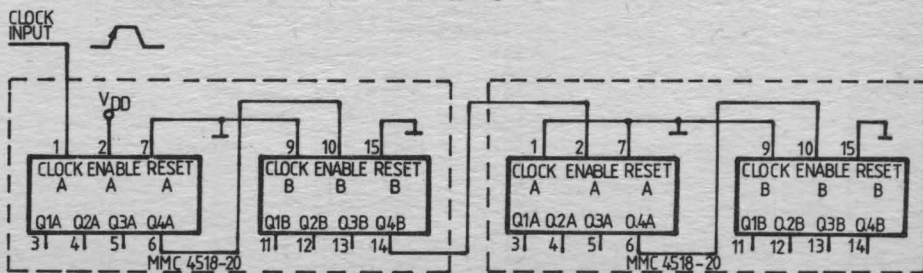 CLOCK
INPUT
VDD
1 2 7 9 10 15 1 2 7 9 10 15
CLOCK ENABLE RESET CLOCK ENABLE RESET CLOCK ENABLE RESET CLOCK ENABLE RESET
A A A B B B A A A B B B
Q1A Q2A Q3A Q4A Q1B Q2B Q3B Q4B Q1A Q2A Q3A Q4A Q1B Q2B Q3B Q4B
3 4 5 6 11 12 13 14 3 4 5 6 11 12 13 14
MMC 4518-20 MMC 4518-20